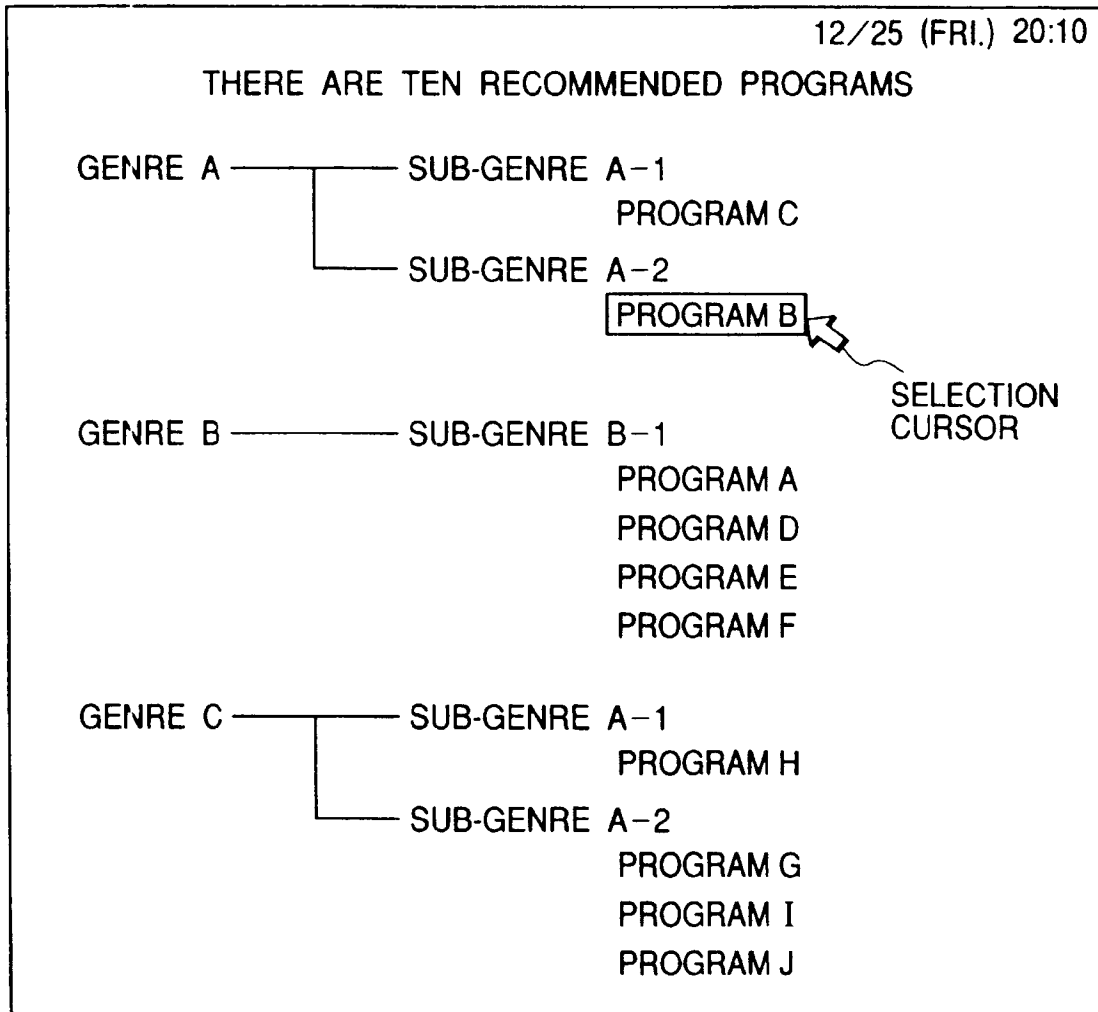 12/25 (FRI.) 20:10
THERE ARE TEN RECOMMENDED PROGRAMS
GENRE A SUB-GENRE A-1
PROGRAM C
SUB-GENRE A-2
PROGRAM B
SELECTION
CURSOR
GENRE B SUB-GENRE B-1
PROGRAM A
PROGRAM D
PROGRAM E
PROGRAM F
GENRE C SUB-GENRE A-1
PROGRAM H
SUB-GENRE A-2
PROGRAM G
PROGRAM I
PROGRAM J